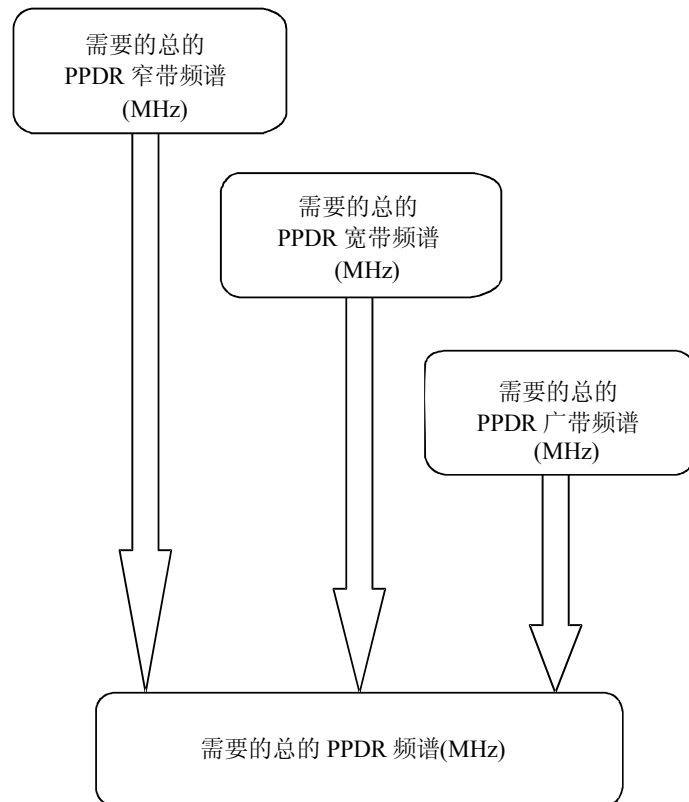 需要的总的
PPDR 窄带频谱
(MHz)
需要的总的
PPDR 宽带频谱
(MHz)
需要的总的
PPDR 广带频谱
(MHz)
需要的总的 PPDR 频谱(MHz)